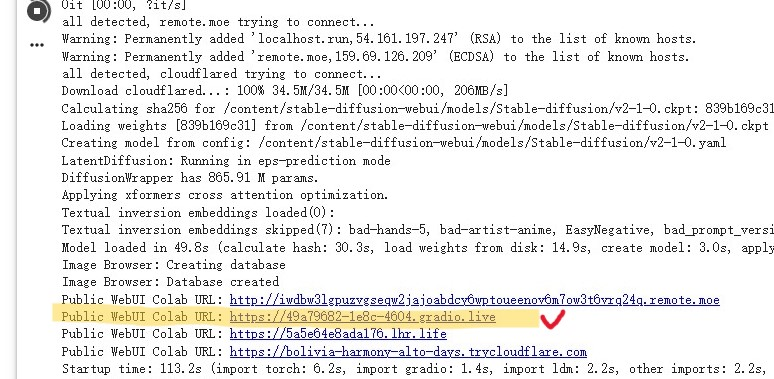 0it [00:00, ?it/s]
all detected, remote.moe trying to connect...
Warning: Permanently added 'localhost.run,54.161.197.247' (RSA) to the list of known hosts.
Warning: Permanently added 'remote.moe,159.69.126.209' (ECDSA) to the list of known hosts.
all detected, cloudflared trying to connect...
Download cloudflared...: 100% 34.5M/34.5M [00:00<00:00, 206MB/s]
Calculating sha256 for /content/stable-diffusion-webui/models/Stable-diffusion/v2-1-0.ckpt: 839b169c31
Loading weights [839b169c31] from /content/stable-diffusion-webui/models/Stable-diffusion/v2-1-0.ckpt
Creating model from config: /content/stable-diffusion-webui/models/Stable-diffusion/v2-1-0.yaml
LatentDiffusion: Running in eps-prediction mode
DiffusionWrapper has 865.91 M params.
Applying xformers cross attention optimization.
Textual inversion embeddings loaded(0):
Textual inversion embeddings skipped(7): bad-hands-5, bad-artist-anime, EasyNegative, bad_prompt_versi
Model loaded in 49.8s (calculate hash: 30.3s, load weights from disk: 14.9s, create model: 3.0s, apply
Image Browser: Creating database
Image Browser: Database created
Public WebUI Colab URL: http://iwdbw3lgpuzvgseqw2jajoabdcy6wptoueenov6m7ow3t6vrq24q.remote.moe
Public WebUI Colab URL: https://49a79682-1e8c-4604.gradio.live
Public WebUI Colab URL: https://5a5e64e8ada176.lhr.life
Public WebUI Colab URL: https://bolivia-harmony-alto-days.trycloudflare.com
Startup time: 113.2s (import torch: 6.2s, import gradio: 1.4s, import ldm: 2.2s, other imports: 2.2s,